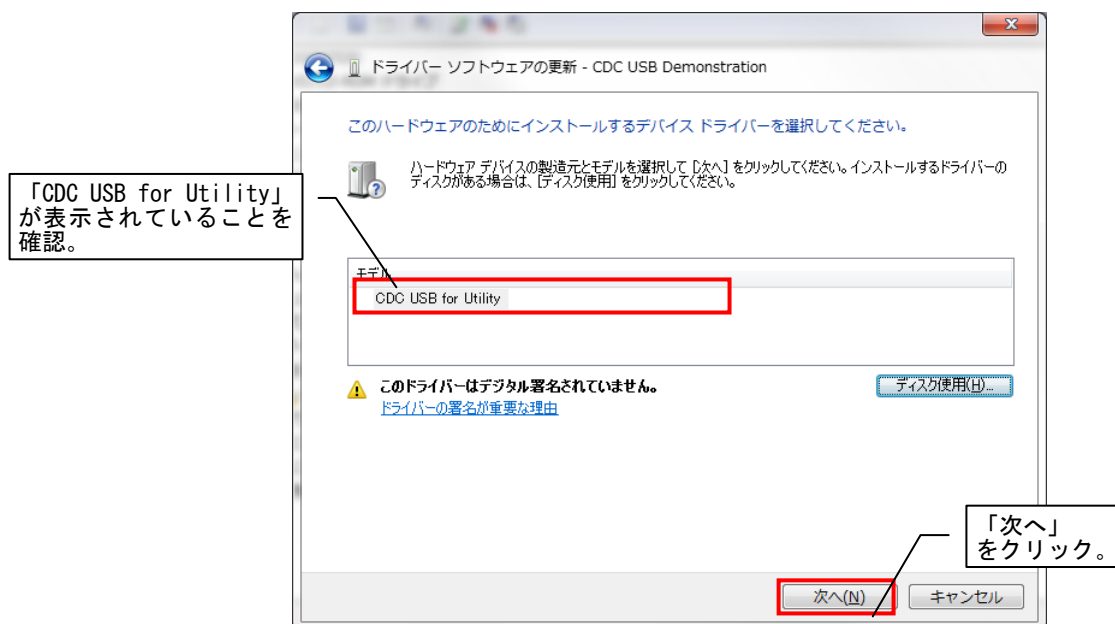 ドライバー ソフトウェアの更新 - CDC USB Demonstration
このハードウェアのためにインストールするデバイス ドライバーを選択してください。
ハードウェア デバイスの製造元とモデルを選択して [次へ] をクリックしてください。インストールするドライバーの
ディスクがある場合は、[ディスク使用] をクリックしてください。
「CDC USB for Utility」
が表示されていることを
確認。
モデル
CDC USB for Utility
このドライバーはデジタル署名されていません。
ディスク使用(H)...
ドライバーの署名が重要な理由
「次へ」
をクリック。
次へ(N)
キャンセル